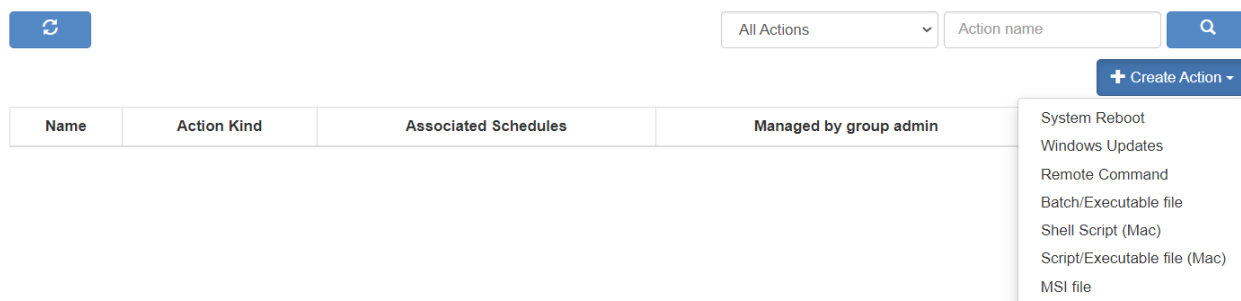 All Actions
Action name
Create Action
Name Action Kind Associated Schedules Managed by group admin
System Reboot
Windows Updates
Remote Command
Batch/Executable file
Shell Script (Mac)
Script/Executable file (Mac)
MSI file